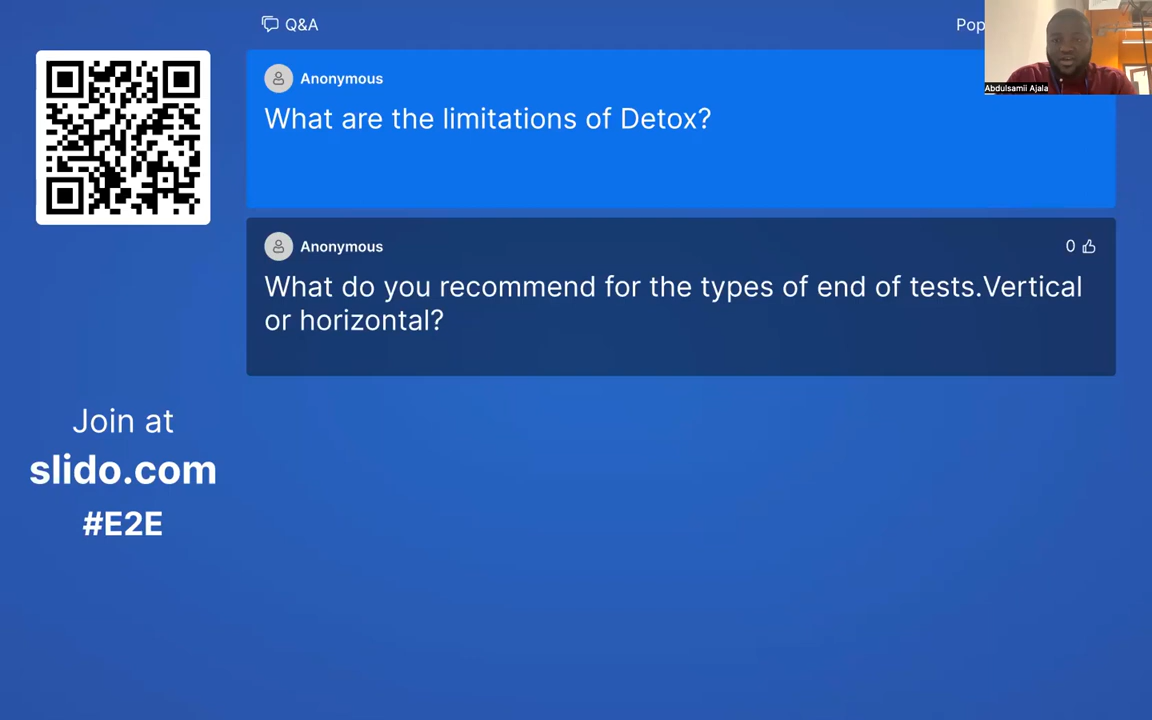 Q&A
Pop
Abdulsamii Ajala
Anonymous
What are the limitations of Detox?
Anonymous
0
What do you recommend for the types of end of tests.Vertical
or horizontal?
Join at
slido.com
#E2E